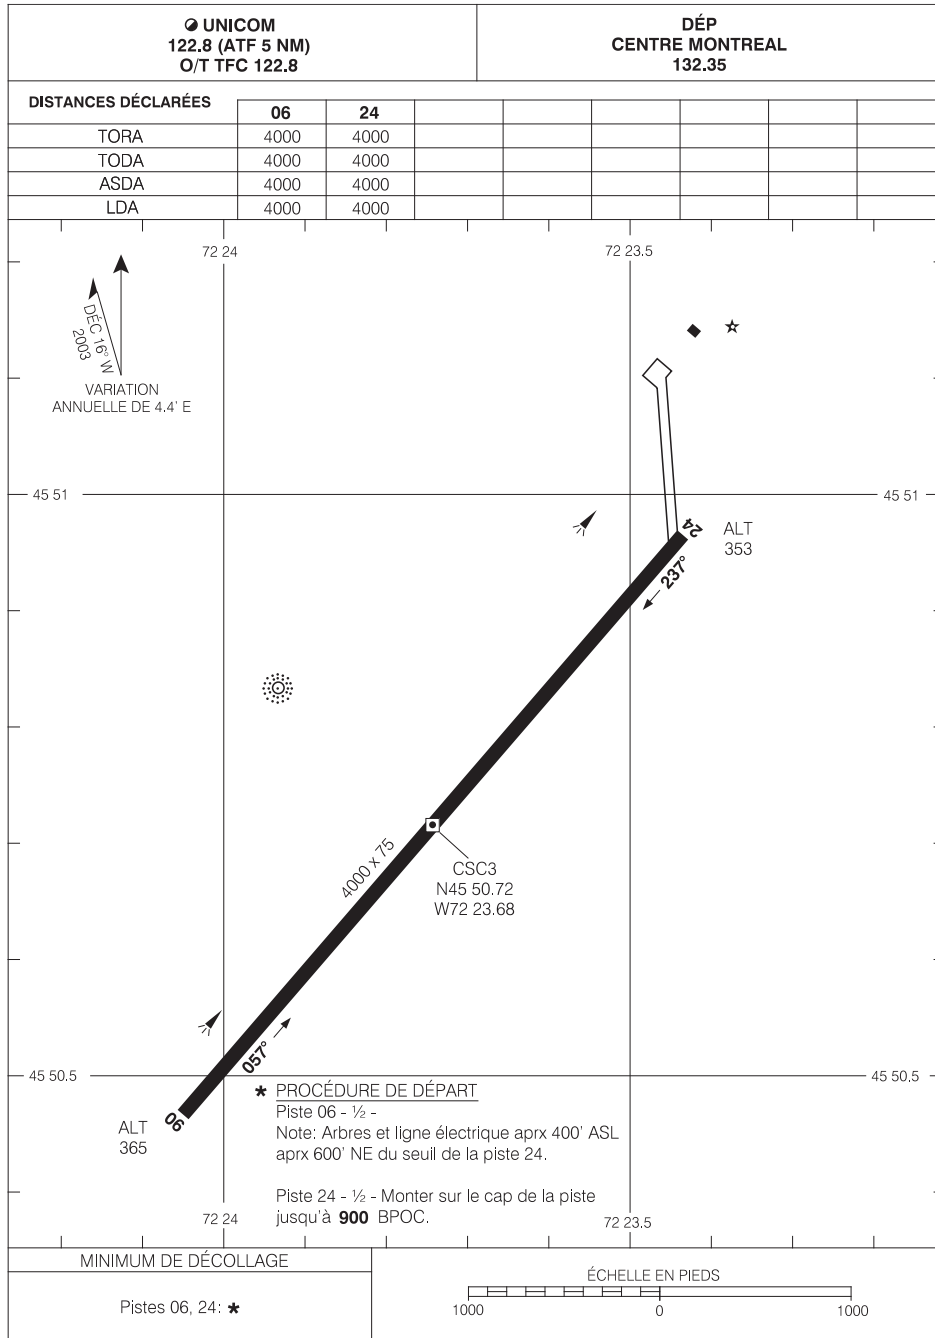 UNICOM
122.8 (ATF 5 NM)
O/T TFC 122.8
DÉP
CENTRE MONTREAL
132.35
DISTANCES DÉCLARÉES
06 24
TORA 4000 4000
TODA 4000 4000
ASDA 4000 4000
LDA 4000 4000
72 24
72 23.5
DÉC 16° W
2003
VARIATION
ANNUELLE DE 4.4' E
45 51
45 51
24
ALT
353
237°
4000 x 75
CSC3
N45 50.72
W72 23.68
057°
45 50.5
45 50.5
06
ALT
365
* PROCÉDURE DE DÉPART
Piste 06 - ½ -
Note: Arbres et ligne électrique aprx 400' ASL
aprx 600' NE du seuil de la piste 24.
Piste 24 - ½ - Monter sur le cap de la piste
jusqu'à 900 BPOC.
72 24
72 23.5
MINIMUM DE DÉCOLLAGE
Pistes 06, 24: *
ÉCHELLE EN PIEDS
1000 0 1000